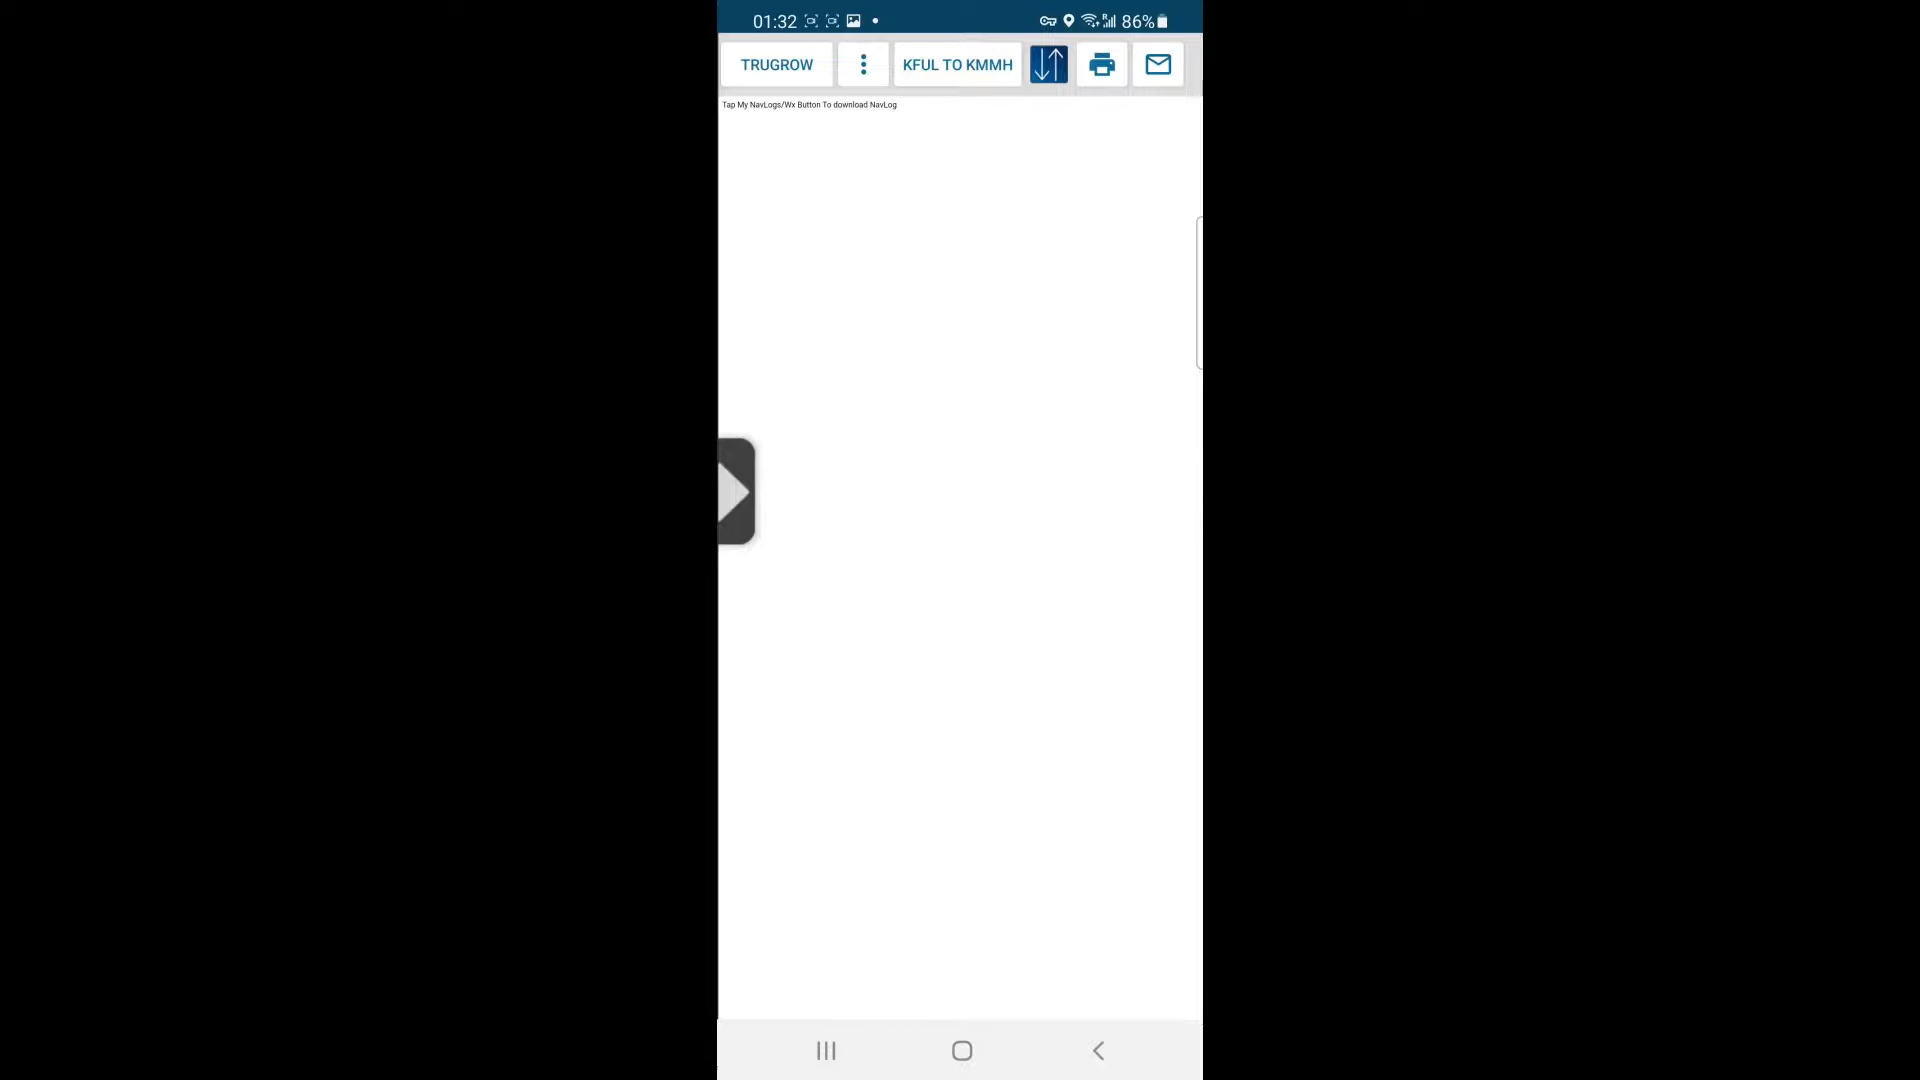 01:32 86%
TRUGROW KFUL TO KMMH
Tap My NavLogs/Wx Button To download NavLog